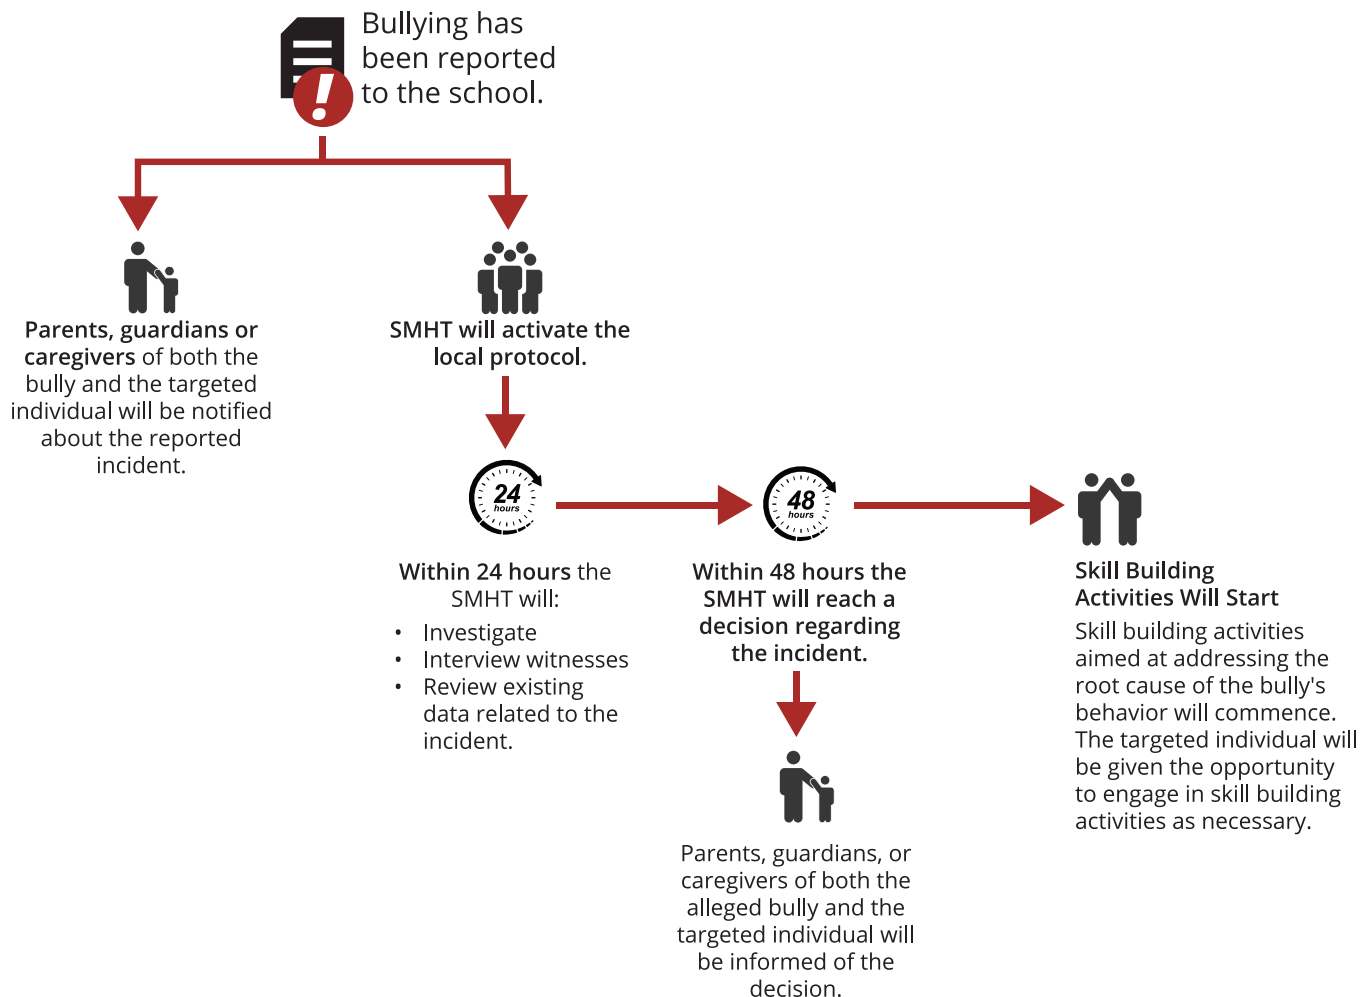 Bullying has
been reported
to the school.
Parents, guardians or
caregivers of both the
bully and the targeted
individual will be notified
about the reported
incident.
SMHT will activate the
local protocol.
24
hours
Within 24 hours the
SMHT will:
• Investigate
• Interview witnesses
• Review existing
data related to the
incident.
48
hours
Within 48 hours the
SMHT will reach a
decision regarding
the incident.
Parents, guardians, or
caregivers of both the
alleged bully and the
targeted individual will
be informed of the
decision.
Skill Building
Activities Will Start
Skill building activities
aimed at addressing the
root cause of the bully's
behavior will commence.
The targeted individual will
be given the opportunity
to engage in skill building
activities as necessary.